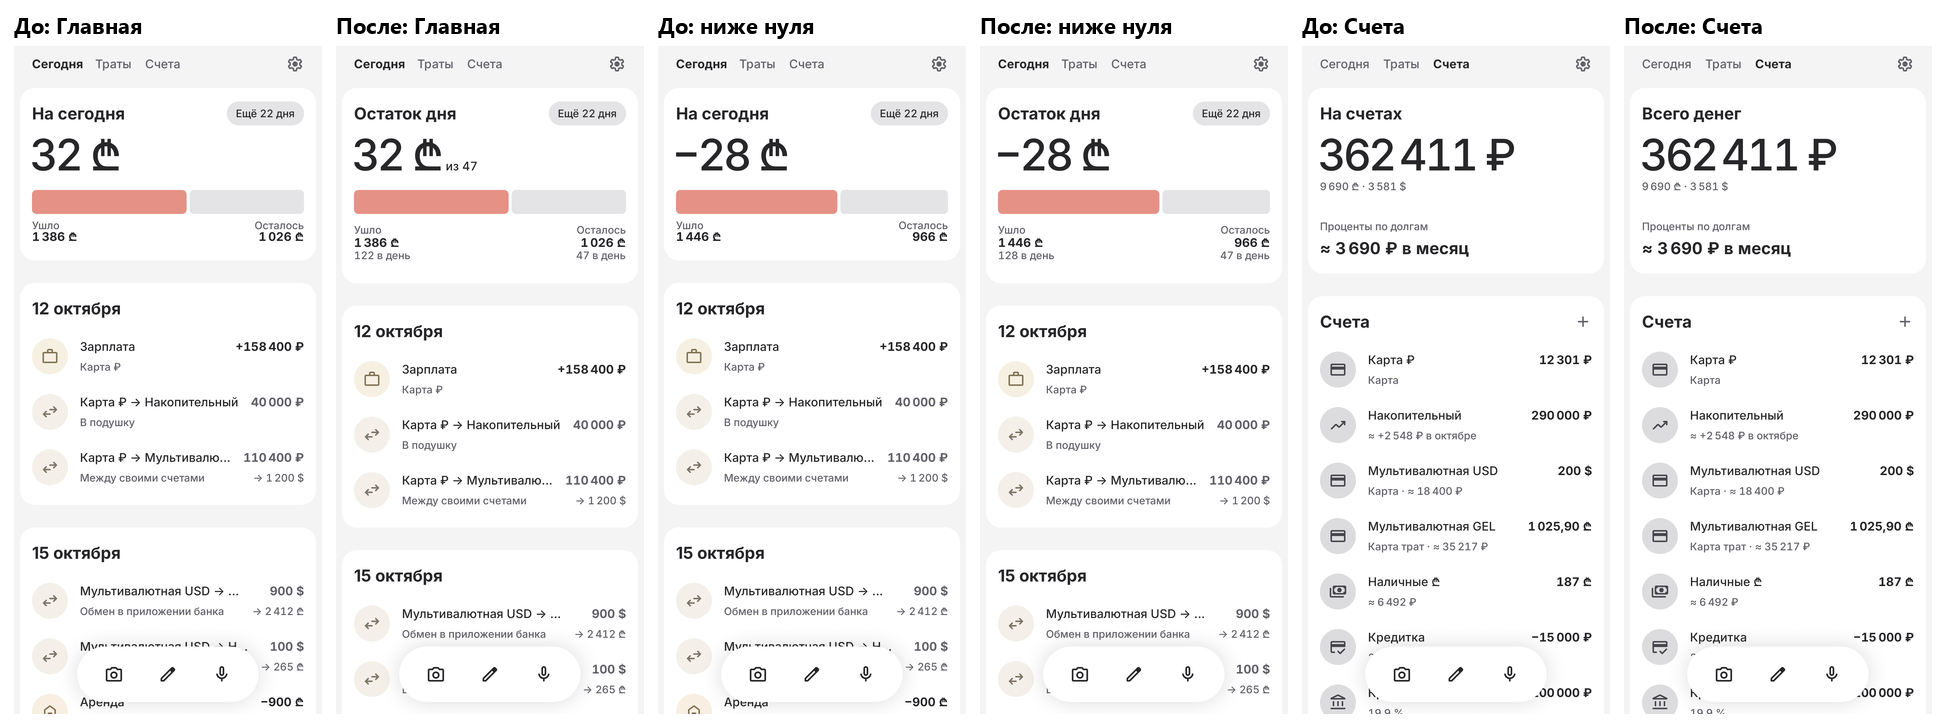 До: Главная
Сегодня Траты Счета
На сегодня
Ещё 22 дня
32 ₾
Ушло Осталось
1 386 ₾ 1 026 ₾
12 октября
Зарплата +158 400 ₽
Карта ₽
Карта ₽ → Накопительный 40 000 ₽
В подушку
Карта ₽ → Мультивалю... 110 400 ₽
Между своими счетами → 1 200 $
15 октября
Мультивалютная USD → ... 900 $
Обмен в приложении банка → 2 412 ₾
Мультивалютная USD → Н... 100 $
→ 265 ₾
Аренда −900 ₾
После: Главная
Сегодня Траты Счета
Остаток дня
Ещё 22 дня
32 ₾ из 47
Ушло Осталось
1 386 ₾ 1 026 ₾
122 в день 47 в день
12 октября
Зарплата +158 400 ₽
Карта ₽
Карта ₽ → Накопительный 40 000 ₽
В подушку
Карта ₽ → Мультивалю... 110 400 ₽
Между своими счетами → 1 200 $
15 октября
Мультивалютная USD → ... 900 $
Обмен в приложении банка → 2 412 ₾
100 $
→ 265 ₾
До: ниже нуля
Сегодня Траты Счета
На сегодня
Ещё 22 дня
−28 ₾
Ушло Осталось
1 446 ₾ 966 ₾
12 октября
Зарплата +158 400 ₽
Карта ₽
Карта ₽ → Накопительный 40 000 ₽
В подушку
Карта ₽ → Мультивалю... 110 400 ₽
Между своими счетами → 1 200 $
15 октября
Мультивалютная USD → ... 900 $
Обмен в приложении банка → 2 412 ₾
Мультивалютная USD → Н... 100 $
→ 265 ₾
Аренда −900 ₾
После: ниже нуля
Сегодня Траты Счета
Остаток дня
Ещё 22 дня
−28 ₾
Ушло Осталось
1 446 ₾ 966 ₾
128 в день 47 в день
12 октября
Зарплата +158 400 ₽
Карта ₽
Карта ₽ → Накопительный 40 000 ₽
В подушку
Карта ₽ → Мультивалю... 110 400 ₽
Между своими счетами → 1 200 $
15 октября
Мультивалютная USD → ... 900 $
Обмен в приложении банка → 2 412 ₾
100 $
→ 265 ₾
До: Счета
Сегодня Траты Счета
На счетах
362 411 ₽
9 690 ₾ · 3 581 $
Проценты по долгам
≈ 3 690 ₽ в месяц
Счета
Карта ₽ 12 301 ₽
Карта
Накопительный 290 000 ₽
≈ +2 548 ₽ в октябре
Мультивалютная USD 200 $
Карта · ≈ 18 400 ₽
Мультивалютная GEL 1 025,90 ₾
Карта трат · ≈ 35 217 ₽
Наличные ₾ 187 ₾
≈ 6 492 ₽
Кредитка −15 000 ₽
19,9 %
После: Счета
Сегодня Траты Счета
Всего денег
362 411 ₽
9 690 ₾ · 3 581 $
Проценты по долгам
≈ 3 690 ₽ в месяц
Счета
Карта ₽ 12 301 ₽
Карта
Накопительный 290 000 ₽
≈ +2 548 ₽ в октябре
Мультивалютная USD 200 $
Карта · ≈ 18 400 ₽
Мультивалютная GEL 1 025,90 ₾
Карта трат · ≈ 35 217 ₽
Наличные ₾ 187 ₾
≈ 6 492 ₽
Кредитка −15 000 ₽
19,9 %